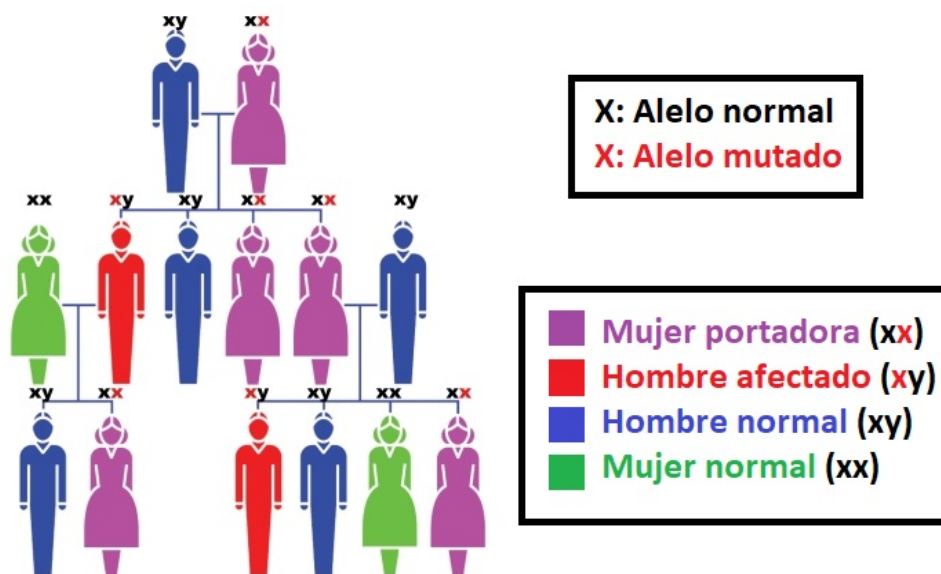 xy xx
X: Alelo normal
X: Alelo mutado
xx xy xy xx xx xy
xy xx xy xy xx xx
Mujer portadora (xx)
Hombre afectado (xy)
Hombre normal (xy)
Mujer normal (xx)